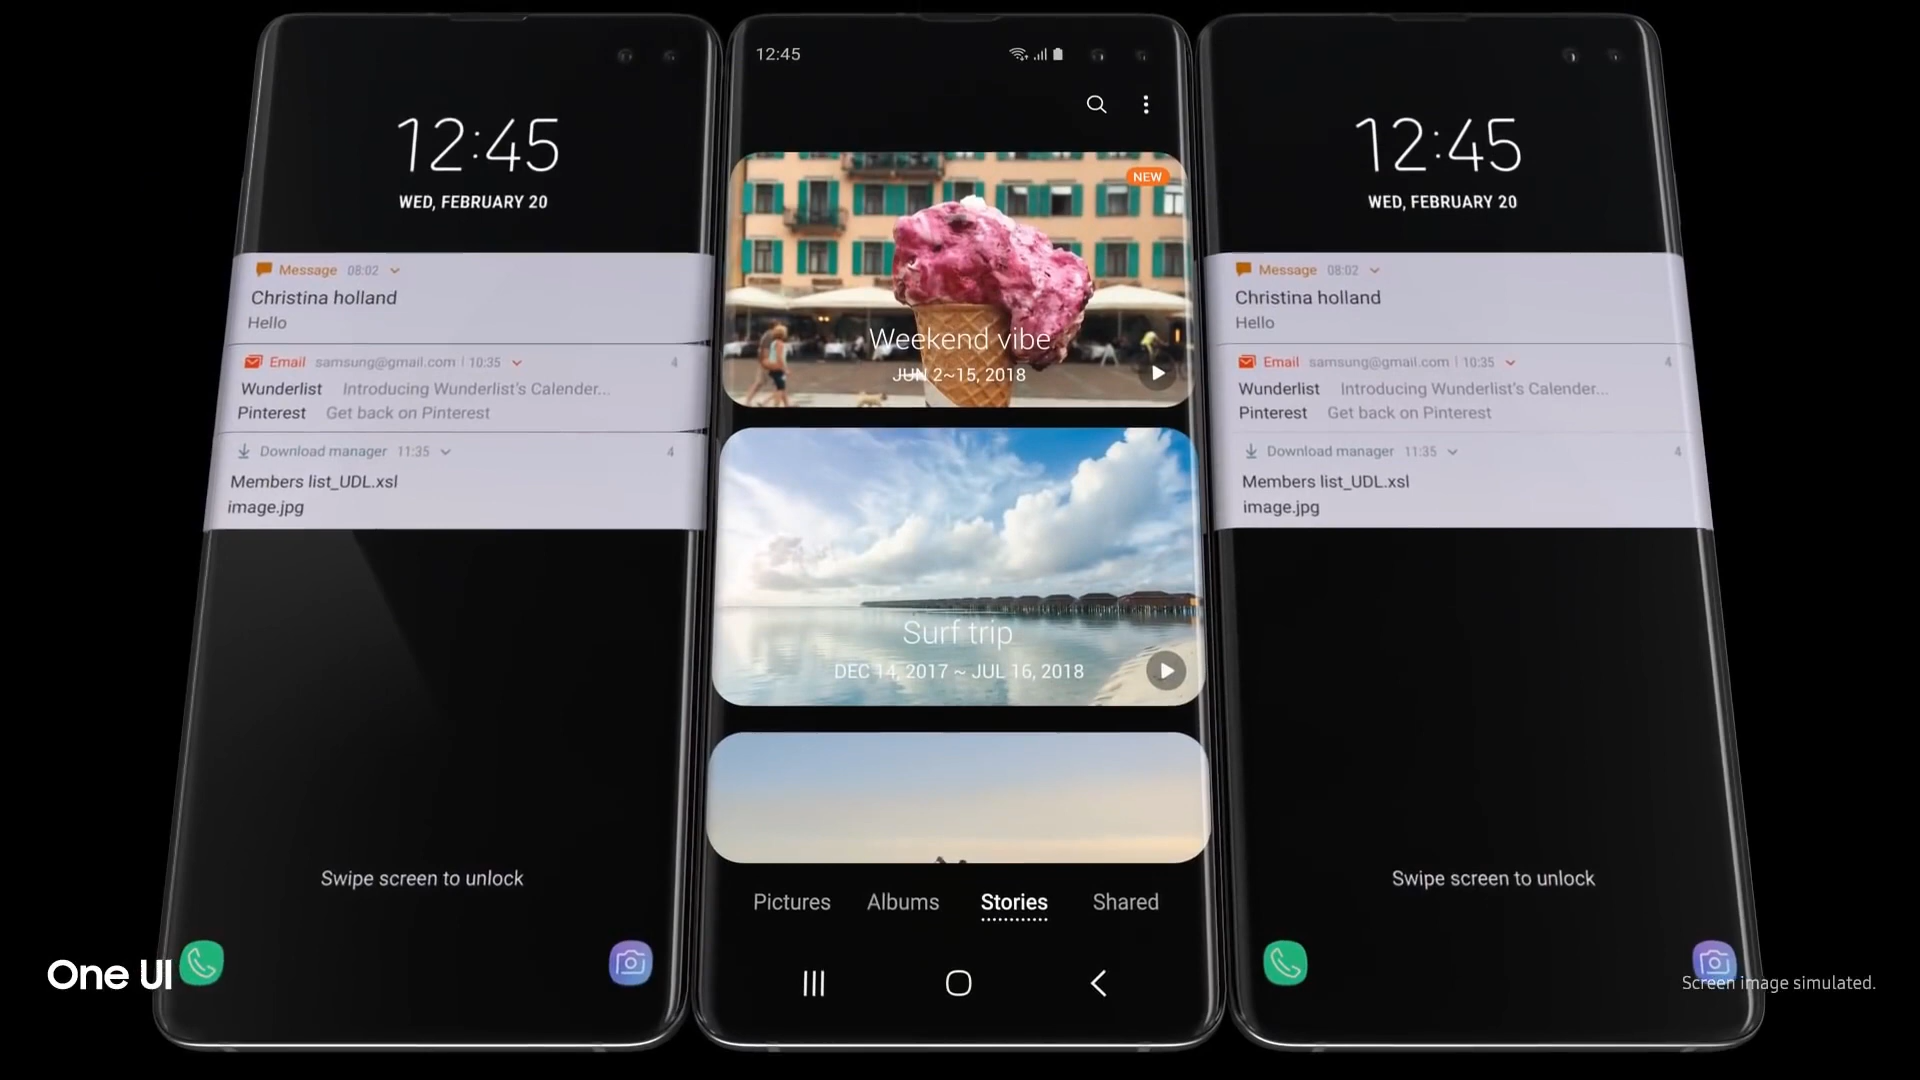 12:45
WED, FEBRUARY 20
Message 08:02
Christina holland
Hello
Email samsung@gmail.com | 10:35 4
Wunderlist Introducing Wunderlist's Calender...
Pinterest Get back on Pinterest
Download manager 11:35 4
Members list_UDL.xsl
image.jpg
Swipe screen to unlock
12:45
NEW
Weekend vibe
JUN 2~15, 2018
Surf trip
DEC 14, 2017 ~ JUL 16, 2018
Pictures Albums Stories Shared
12:45
WED, FEBRUARY 20
Message 08:02
Christina holland
Hello
Email samsung@gmail.com | 10:35 4
Wunderlist Introducing Wunderlist's Calender...
Pinterest Get back on Pinterest
Download manager 11:35 4
Members list_UDL.xsl
image.jpg
Swipe screen to unlock
One UI
Screen image simulated.